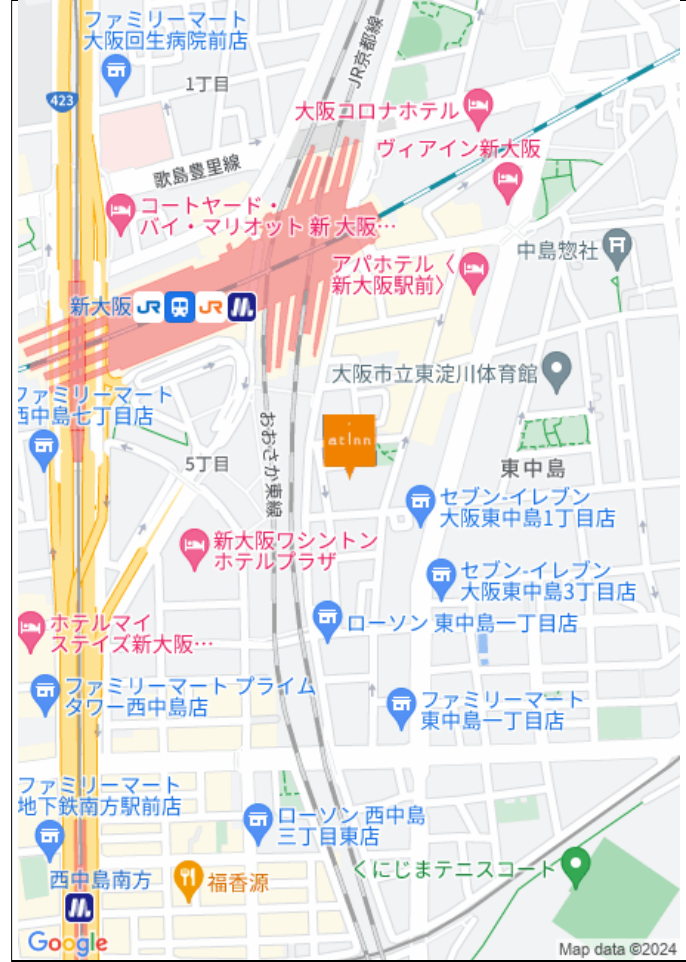 ファミリーマート
大阪回生病院前店
JR京都線
1丁目
423
大阪コロナホテル
ヴィアイン新大阪
歌島豊里線
コートヤード・
バイ・マリオット 新 大阪…
中島惣社
アパホテル〈
新大阪駅前〉
新大阪
JR
JR
大阪市立東淀川体育館
ファミリーマート
西中島七丁目店
おおさか東線
at inn
5丁目
東中島
セブン-イレブン
大阪東中島1丁目店
新大阪ワシントン
ホテルプラザ
セブン-イレブン
大阪東中島3丁目店
ホテルマイ
ステイズ新大阪…
ローソン 東中島一丁目店
ファミリーマート プライム
タワー西中島店
ファミリーマート
東中島一丁目店
ファミリーマート
地下鉄南方駅前店
ローソン 西中島
三丁目東店
くにじまテニスコート
西中島南方
福香源
Google
Map data ©2024